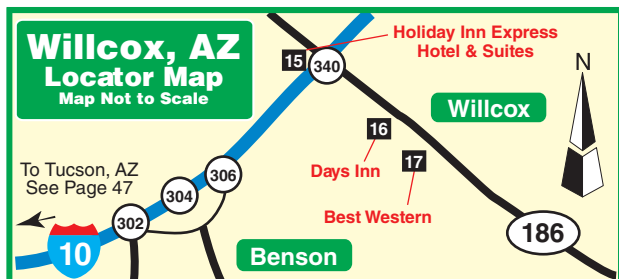 Willcox, AZ
Locator Map
Map Not to Scale
Holiday Inn Express
Hotel & Suites
15
340
N
Willcox
16
17
Days Inn
Best Western
To Tucson, AZ
See Page 47
306
304
302
10
Benson
186